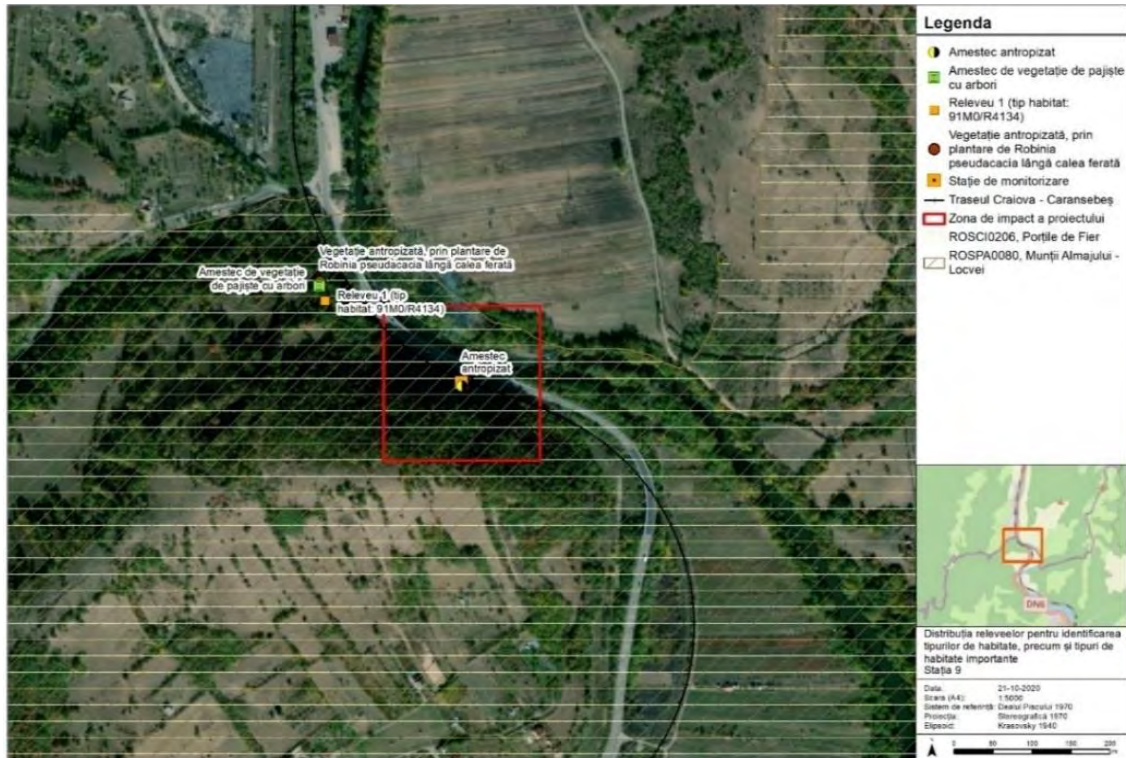 Vegetație antropizată, prin plantare de
Robinia pseudacacia lângă calea ferată
Amestec de vegetație
de pajiște cu arbori
Releveu 1 (tip
habitat: 91M0/R4134)
Amestec
antropizat
Legenda
Amestec antropizat
Amestec de vegetație de pajiște
cu arbori
Releveu 1 (tip habitat:
91M0/R4134)
Vegetație antropizată, prin
plantare de Robinia
pseudacacia lângă calea ferată
Stație de monitorizare
Traseul Craiova - Caransebeș
Zona de impact a proiectului
ROSCI0206, Porțile de Fier
ROSPA0080, Munții Almajului -
Locvei
DN6
Distribuția releveelor pentru identificarea
tipurilor de habitate, precum și tipuri de
habitate importante
Stația 9
Data: 21-10-2020
Scara (A4): 1:5000
Sistem de referință: Dealul Piscului 1970
Proiecția: Stereografică 1970
Elipsoid: Krasovsky 1940
0 50 100 150 200